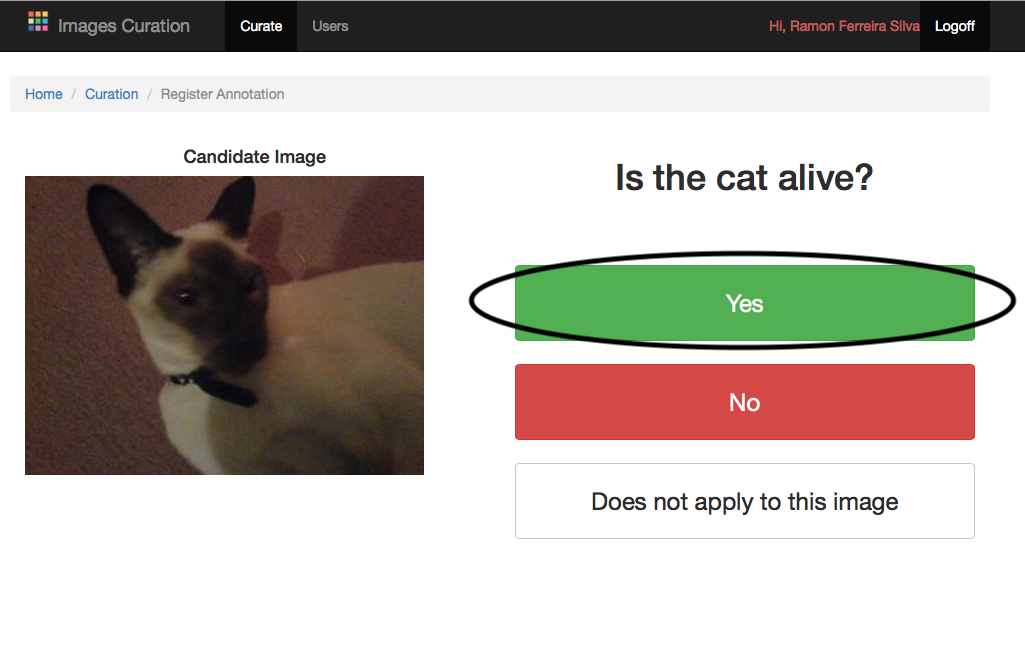 Images Curation Curate Users Hi, Ramon Ferreira Silva Logoff
Home / Curation / Register Annotation
Candidate Image
Is the cat alive?
Yes
No
Does not apply to this image